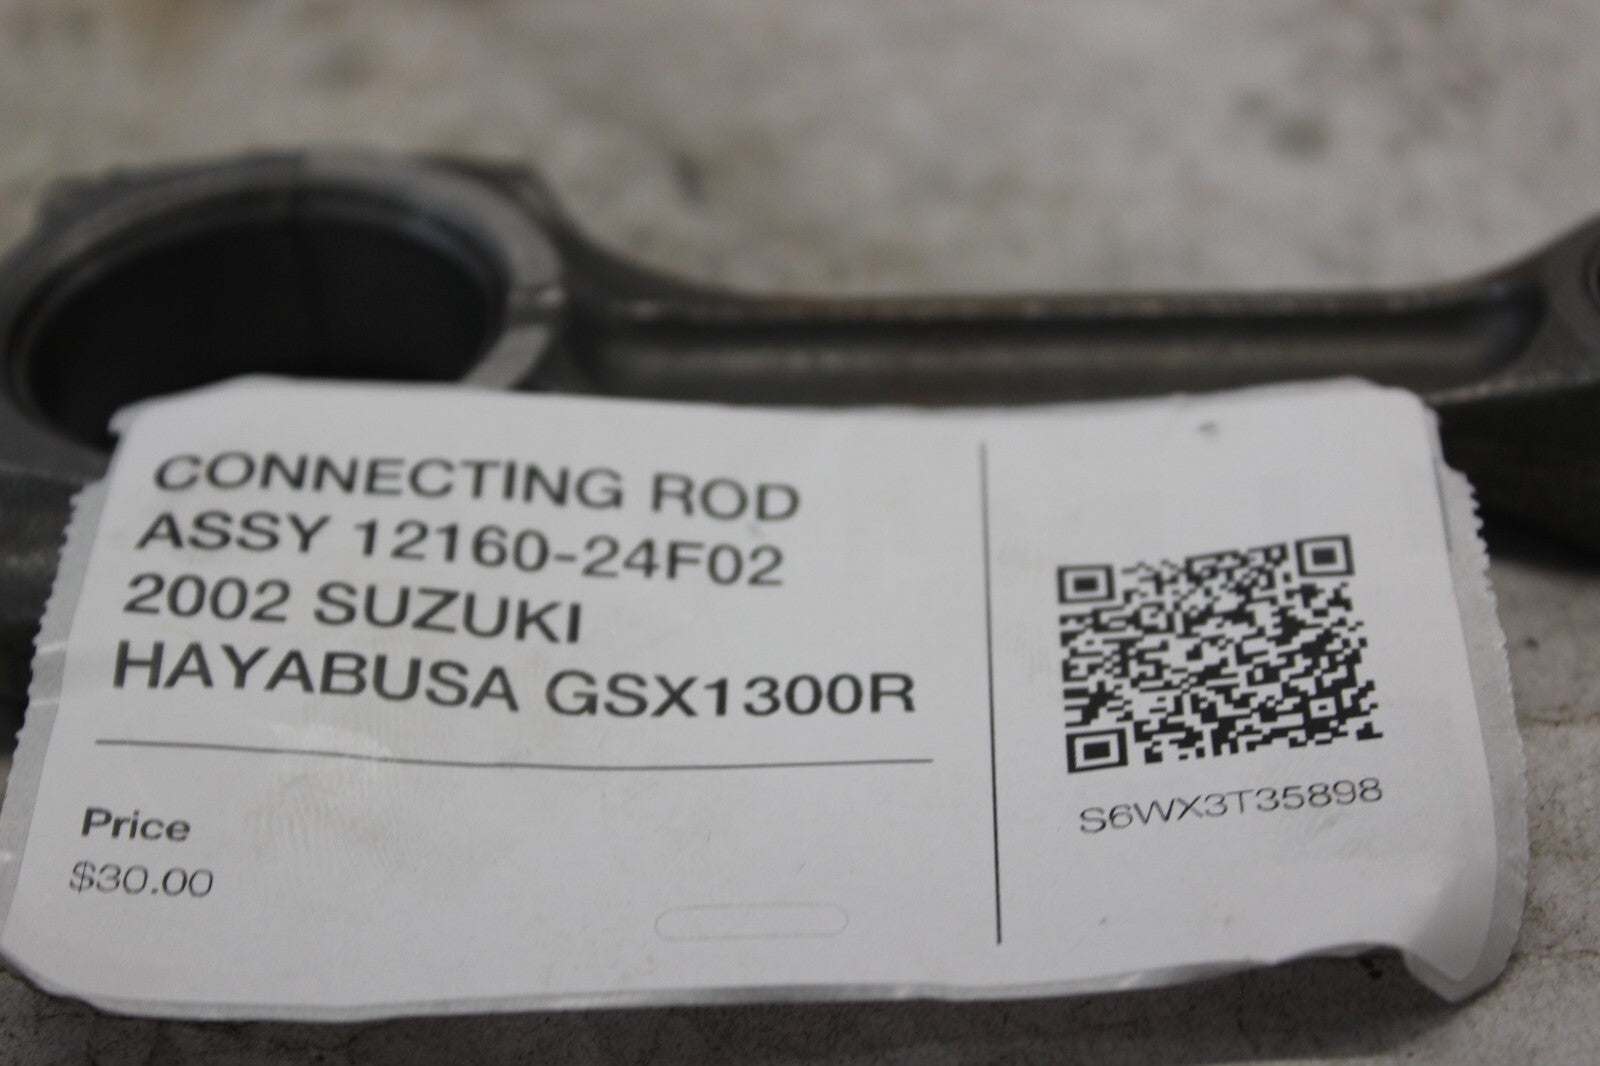 CONNECTING ROD
ASSY 12160-24F02
2002 SUZUKI
HAYABUSA GSX1300R
Price
$30.00
S6WX3T35898